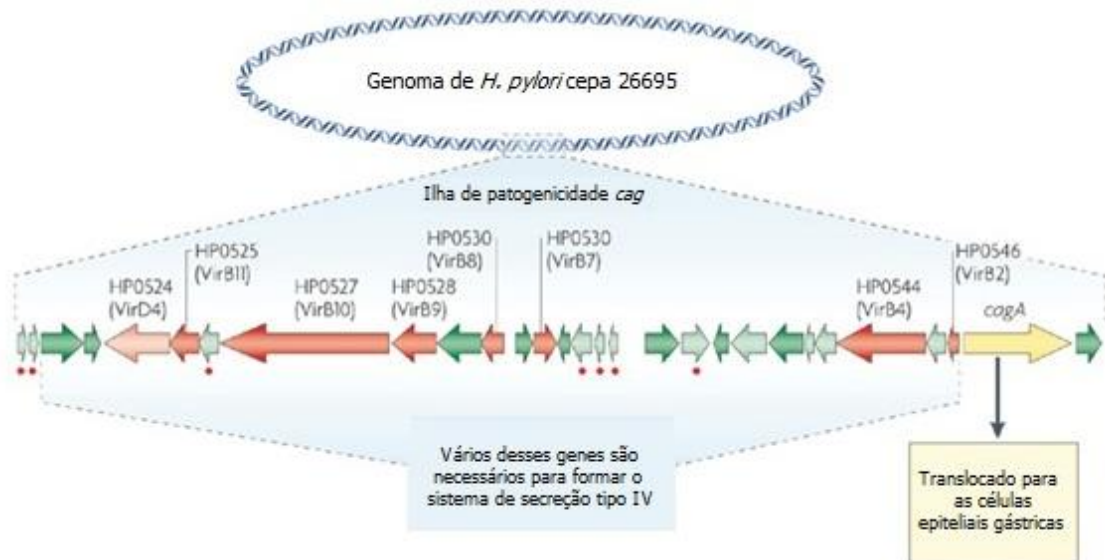 Genoma de H. pylori cepa 26695
Ilha de patogenicidade cag
HP0524
(VirD4)
HP0525
(VirB11)
HP0527
(VirB10)
HP0528
(VirB9)
HP0530
(VirB8)
HP0530
(VirB7)
HP0544
(VirB4)
HP0546
(VirB2)
cagA
Vários desses genes são
necessários para formar o
sistema de secreção tipo IV
Translocado para
as células
epiteliais gástricas